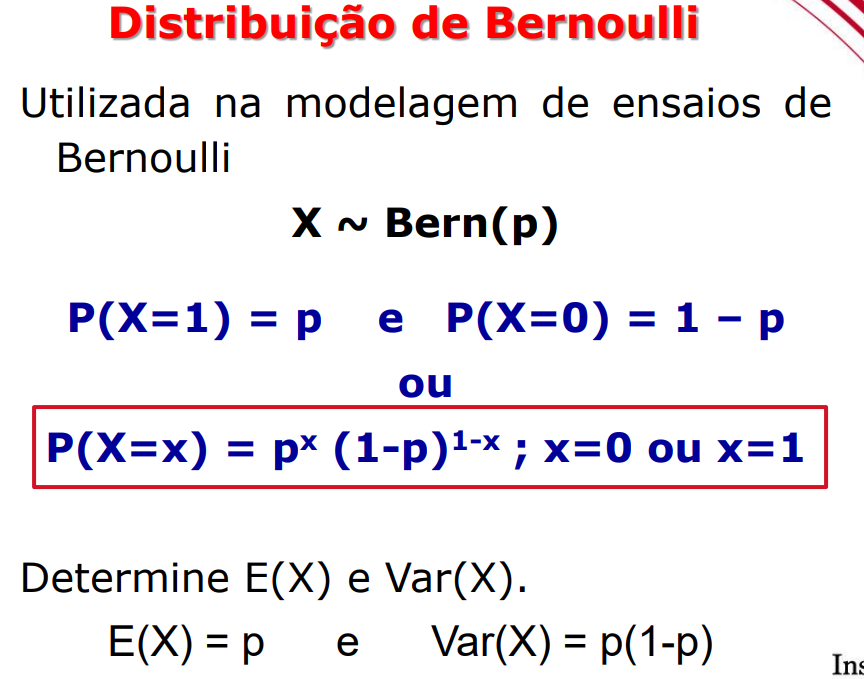 Distribuição de Bernoulli
Utilizada na modelagem de ensaios de
Bernoulli
X ~ Bern(p)
P(X=1) = p e P(X=0) = 1 – p
ou
P(X=x) = pˣ (1-p)¹⁻ˣ ; x=0 ou x=1
Determine E(X) e Var(X).
E(X) = p e Var(X) = p(1-p)
Ins